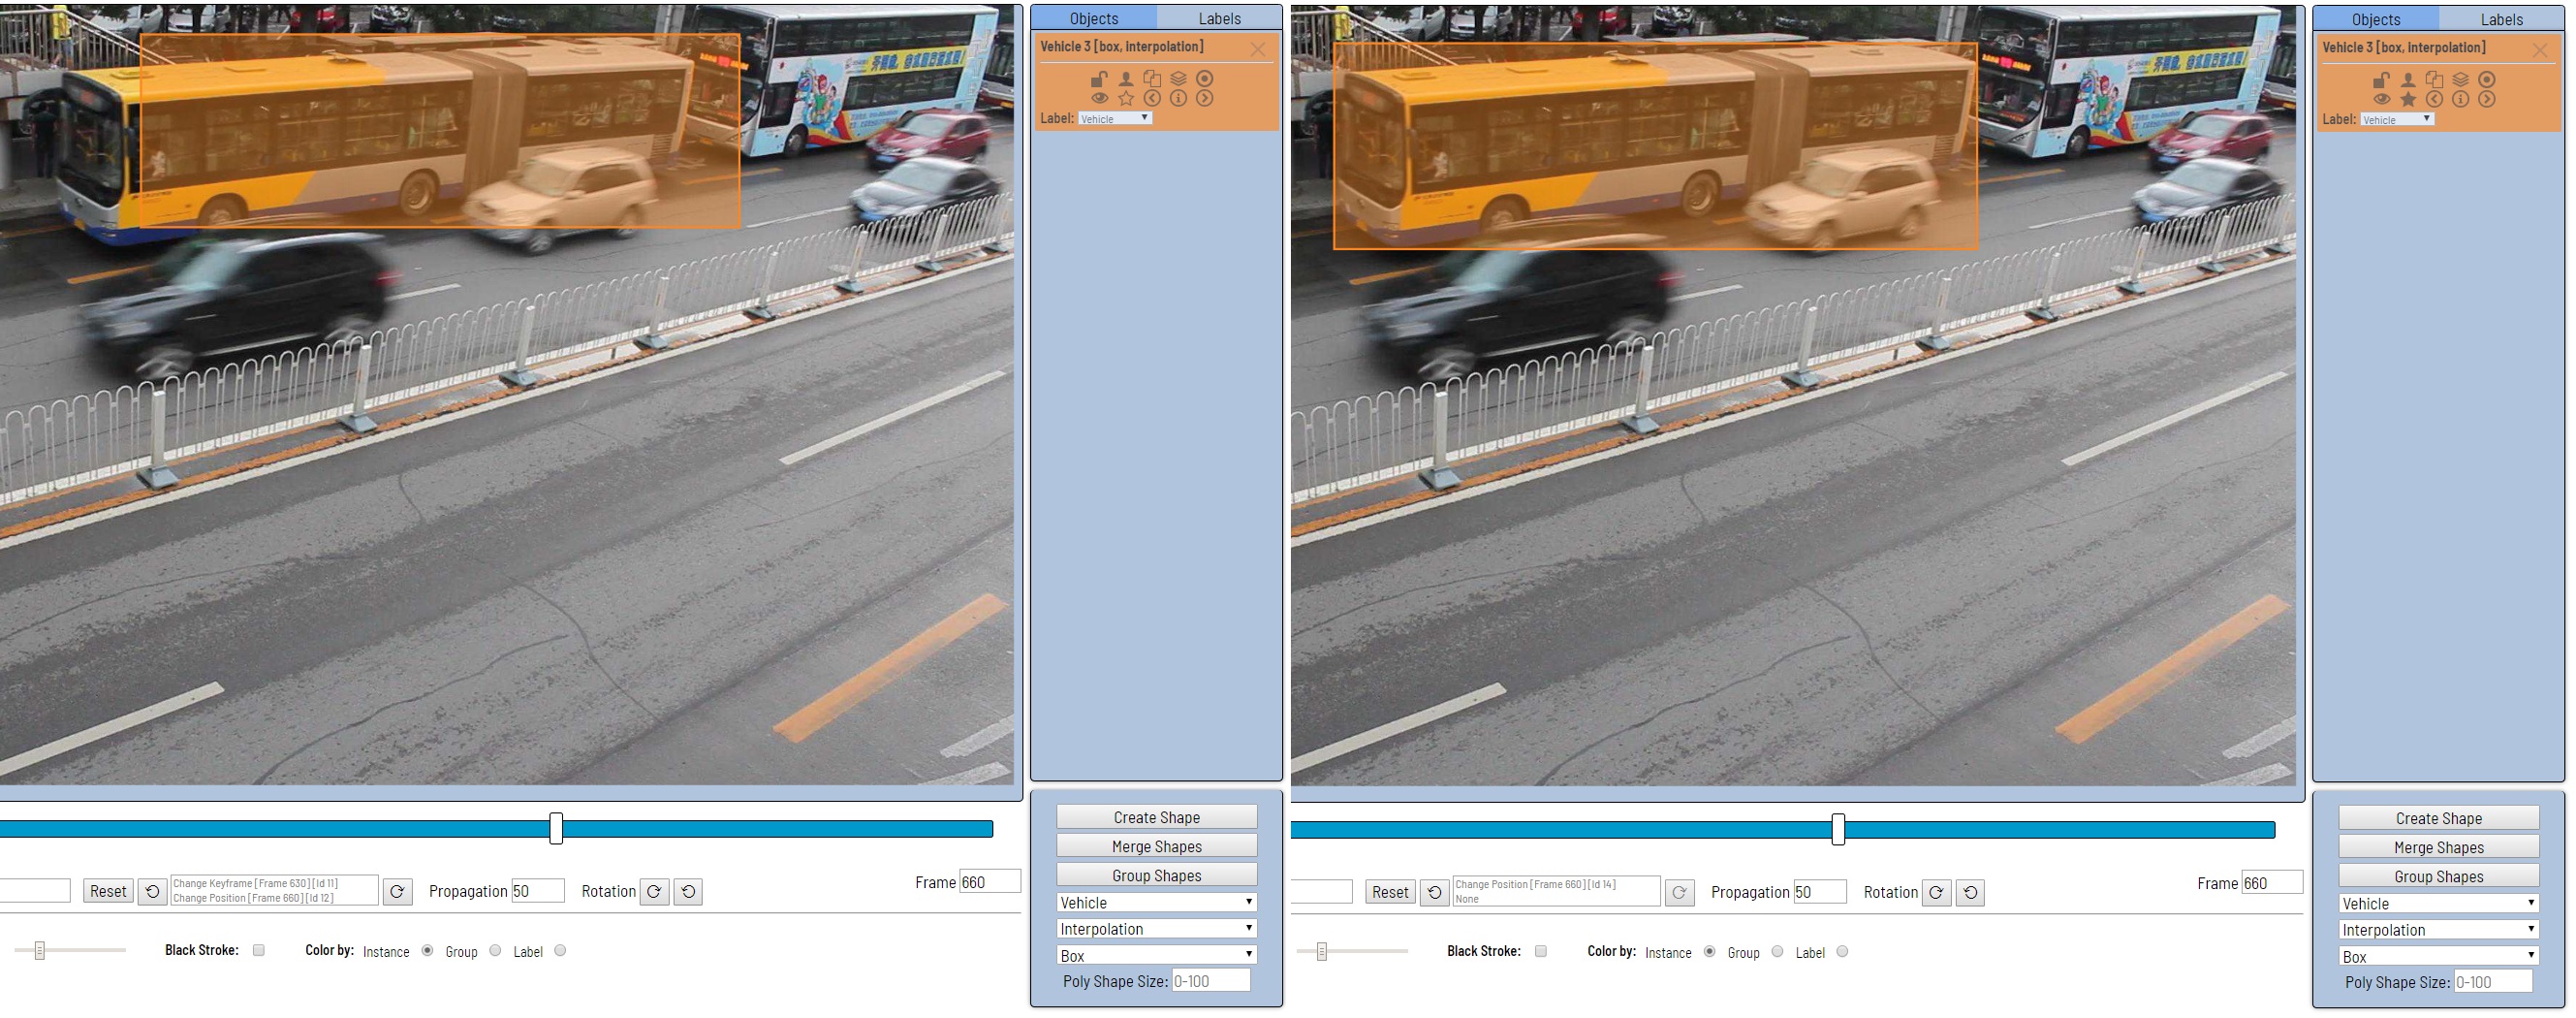 Objects
Labels
Vehicle 3 [box, interpolation]
Label: Vehicle
Create Shape
Merge Shapes
Group Shapes
Vehicle
Interpolation
Box
Poly Shape Size: 0-100
Reset
Change Keyframe [Frame 630] [Id 11]
Change Position [Frame 660] [Id 12]
Propagation 50
Rotation
Frame 660
Black Stroke:
Color by: Instance Group Label
Objects
Labels
Vehicle 3 [box, interpolation]
Label: Vehicle
Create Shape
Merge Shapes
Group Shapes
Vehicle
Interpolation
Box
Poly Shape Size: 0-100
Reset
Change Position [Frame 660] [Id 14]
None
Propagation 50
Rotation
Frame 660
Black Stroke:
Color by: Instance Group Label